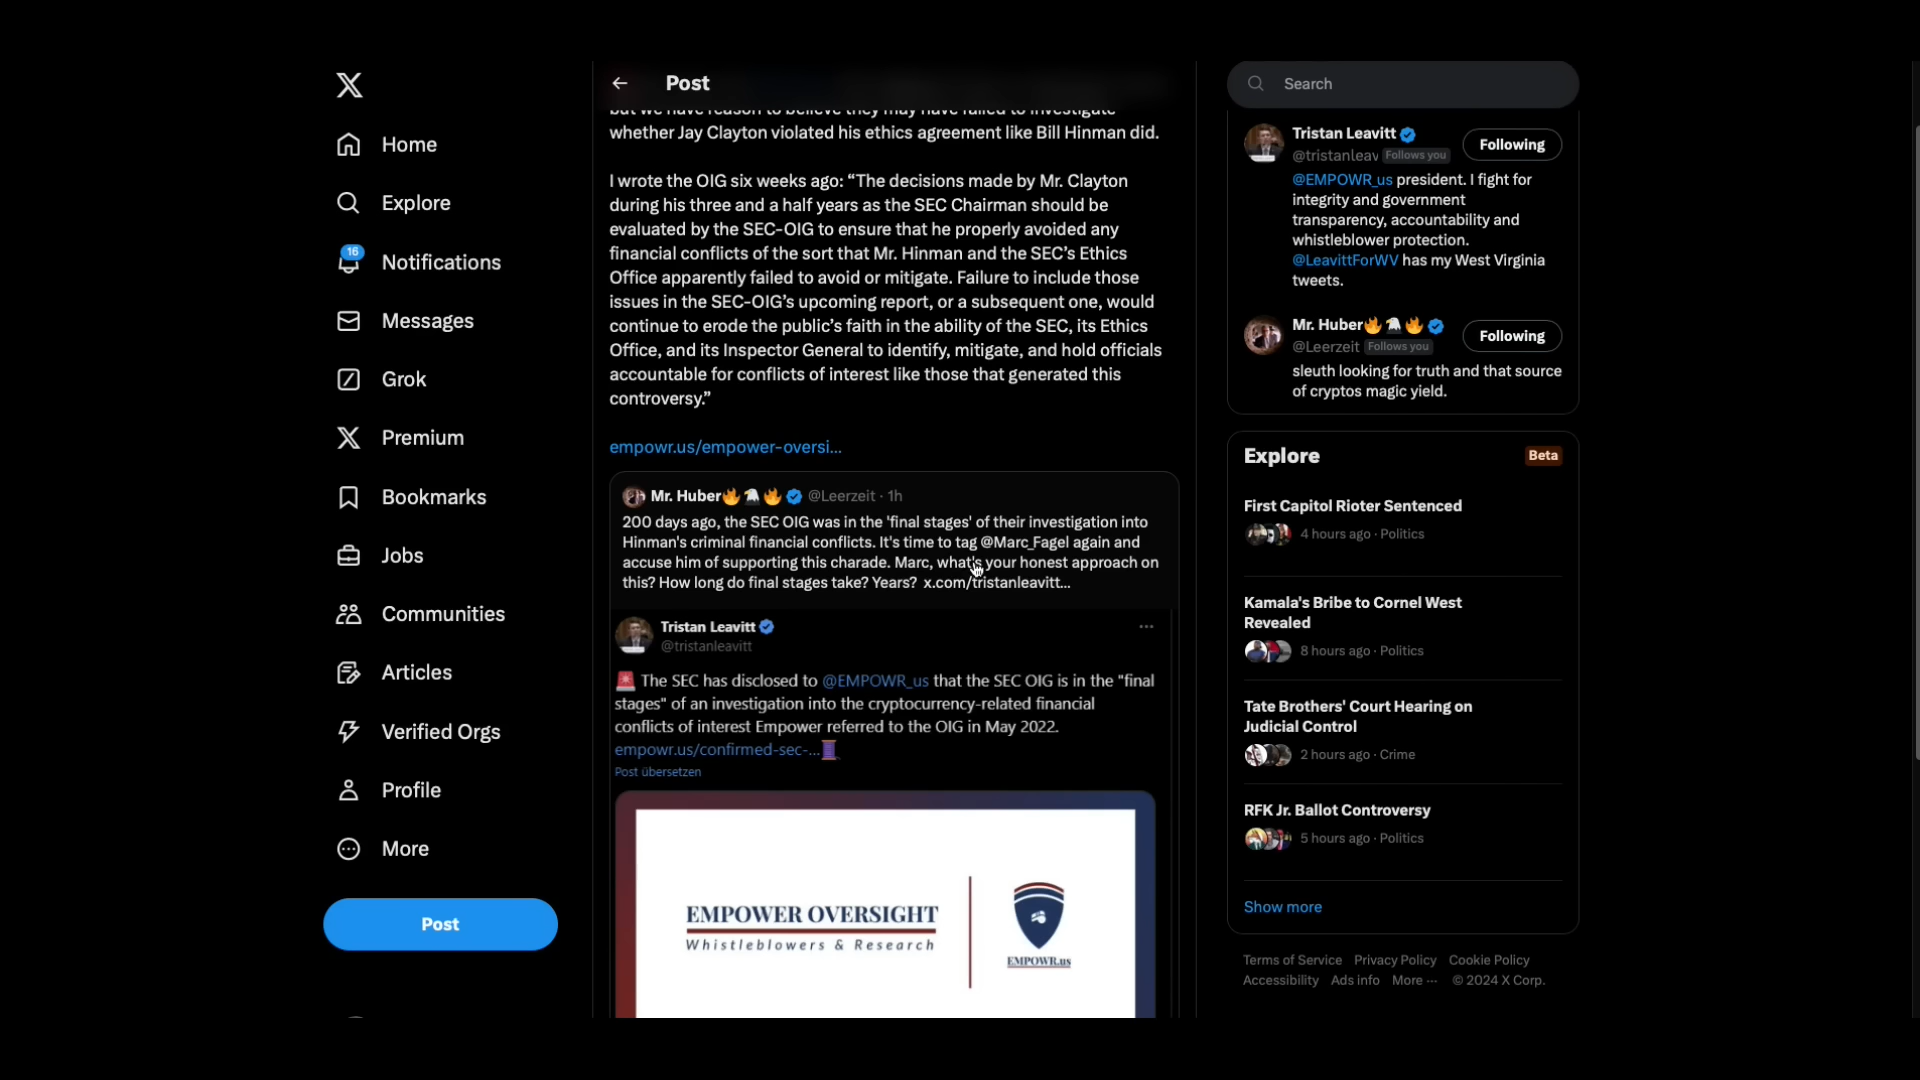 Home
Explore
16
Notifications
Messages
Grok
Premium
Bookmarks
Jobs
Communities
Articles
Verified Orgs
Profile
More
Post
Post
but we have reason to believe they may have failed to investigate
whether Jay Clayton violated his ethics agreement like Bill Hinman did.
I wrote the OIG six weeks ago: “The decisions made by Mr. Clayton
during his three and a half years as the SEC Chairman should be
evaluated by the SEC-OIG to ensure that he properly avoided any
financial conflicts of the sort that Mr. Hinman and the SEC’s Ethics
Office apparently failed to avoid or mitigate. Failure to include those
issues in the SEC-OIG’s upcoming report, or a subsequent one, would
continue to erode the public’s faith in the ability of the SEC, its Ethics
Office, and its Inspector General to identify, mitigate, and hold officials
accountable for conflicts of interest like those that generated this
controversy.”
empowr.us/empower-oversi...
Mr. Huber🔥🦅🔥 @Leerzeit · 1h
200 days ago, the SEC OIG was in the 'final stages' of their investigation into
Hinman's criminal financial conflicts. It's time to tag @Marc_Fagel again and
accuse him of supporting this charade. Marc, what's your honest approach on
this? How long do final stages take? Years? x.com/tristanleavitt...
Tristan Leavitt
@tristanleavitt
🚨 The SEC has disclosed to @EMPOWR_us that the SEC OIG is in the "final
stages" of an investigation into the cryptocurrency-related financial
conflicts of interest Empower referred to the OIG in May 2022.
empowr.us/confirmed-sec-...🧵
Post übersetzen
EMPOWER OVERSIGHT
Whistleblowers & Research
EMPOWR.us
Search
Tristan Leavitt
@tristanleav Follows you
Following
@EMPOWR_us president. I fight for
integrity and government
transparency, accountability and
whistleblower protection.
@LeavittForWV has my West Virginia
tweets.
Mr. Huber🔥🦅🔥
@Leerzeit Follows you
Following
sleuth looking for truth and that source
of cryptos magic yield.
Explore
Beta
First Capitol Rioter Sentenced
4 hours ago · Politics
Kamala's Bribe to Cornel West
Revealed
8 hours ago · Politics
Tate Brothers' Court Hearing on
Judicial Control
2 hours ago · Crime
RFK Jr. Ballot Controversy
5 hours ago · Politics
Show more
Terms of Service Privacy Policy Cookie Policy
Accessibility Ads info More ··· © 2024 X Corp.